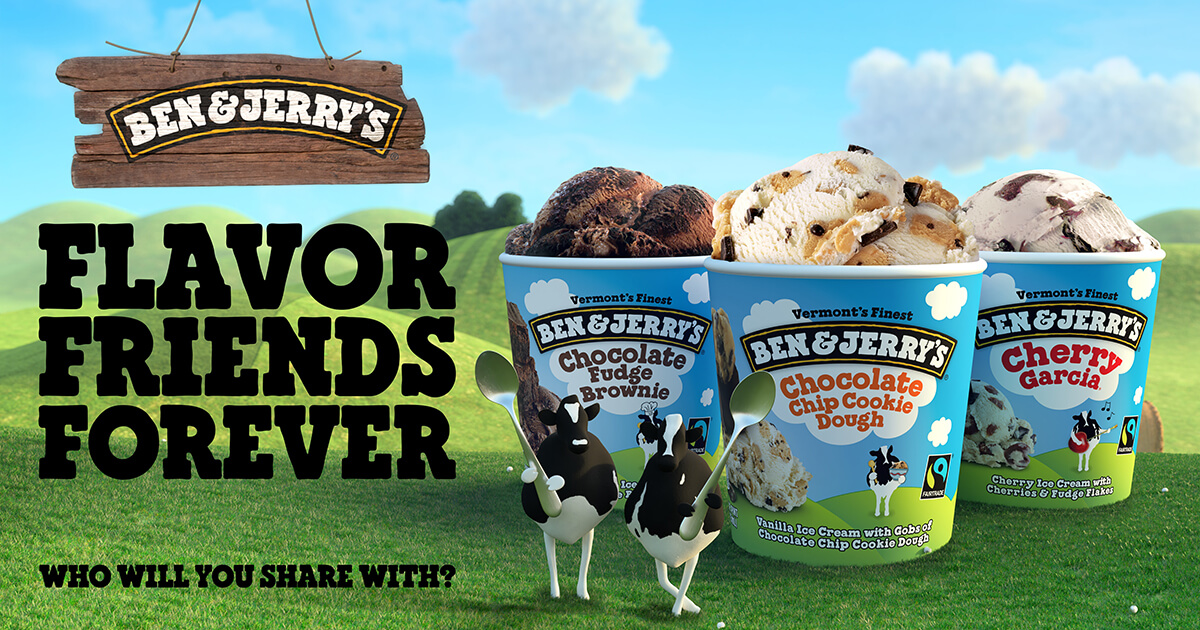 BEN & JERRY'S
FLAVOR
FRIENDS
FOREVER
WHO WILL YOU SHARE WITH?
Vermont's Finest
BEN & JERRY'S
Chocolate
Fudge
Brownie
Vermont's Finest
BEN & JERRY'S
Chocolate
Chip Cookie
Dough
FAIRTRADE
Vanilla Ice Cream with Gobs of
Chocolate Chip Cookie Dough
Vermont's Finest
BEN & JERRY'S
Cherry
Garcia
FAIRTRADE
Cherry Ice Cream with
Cherries & Fudge Flakes